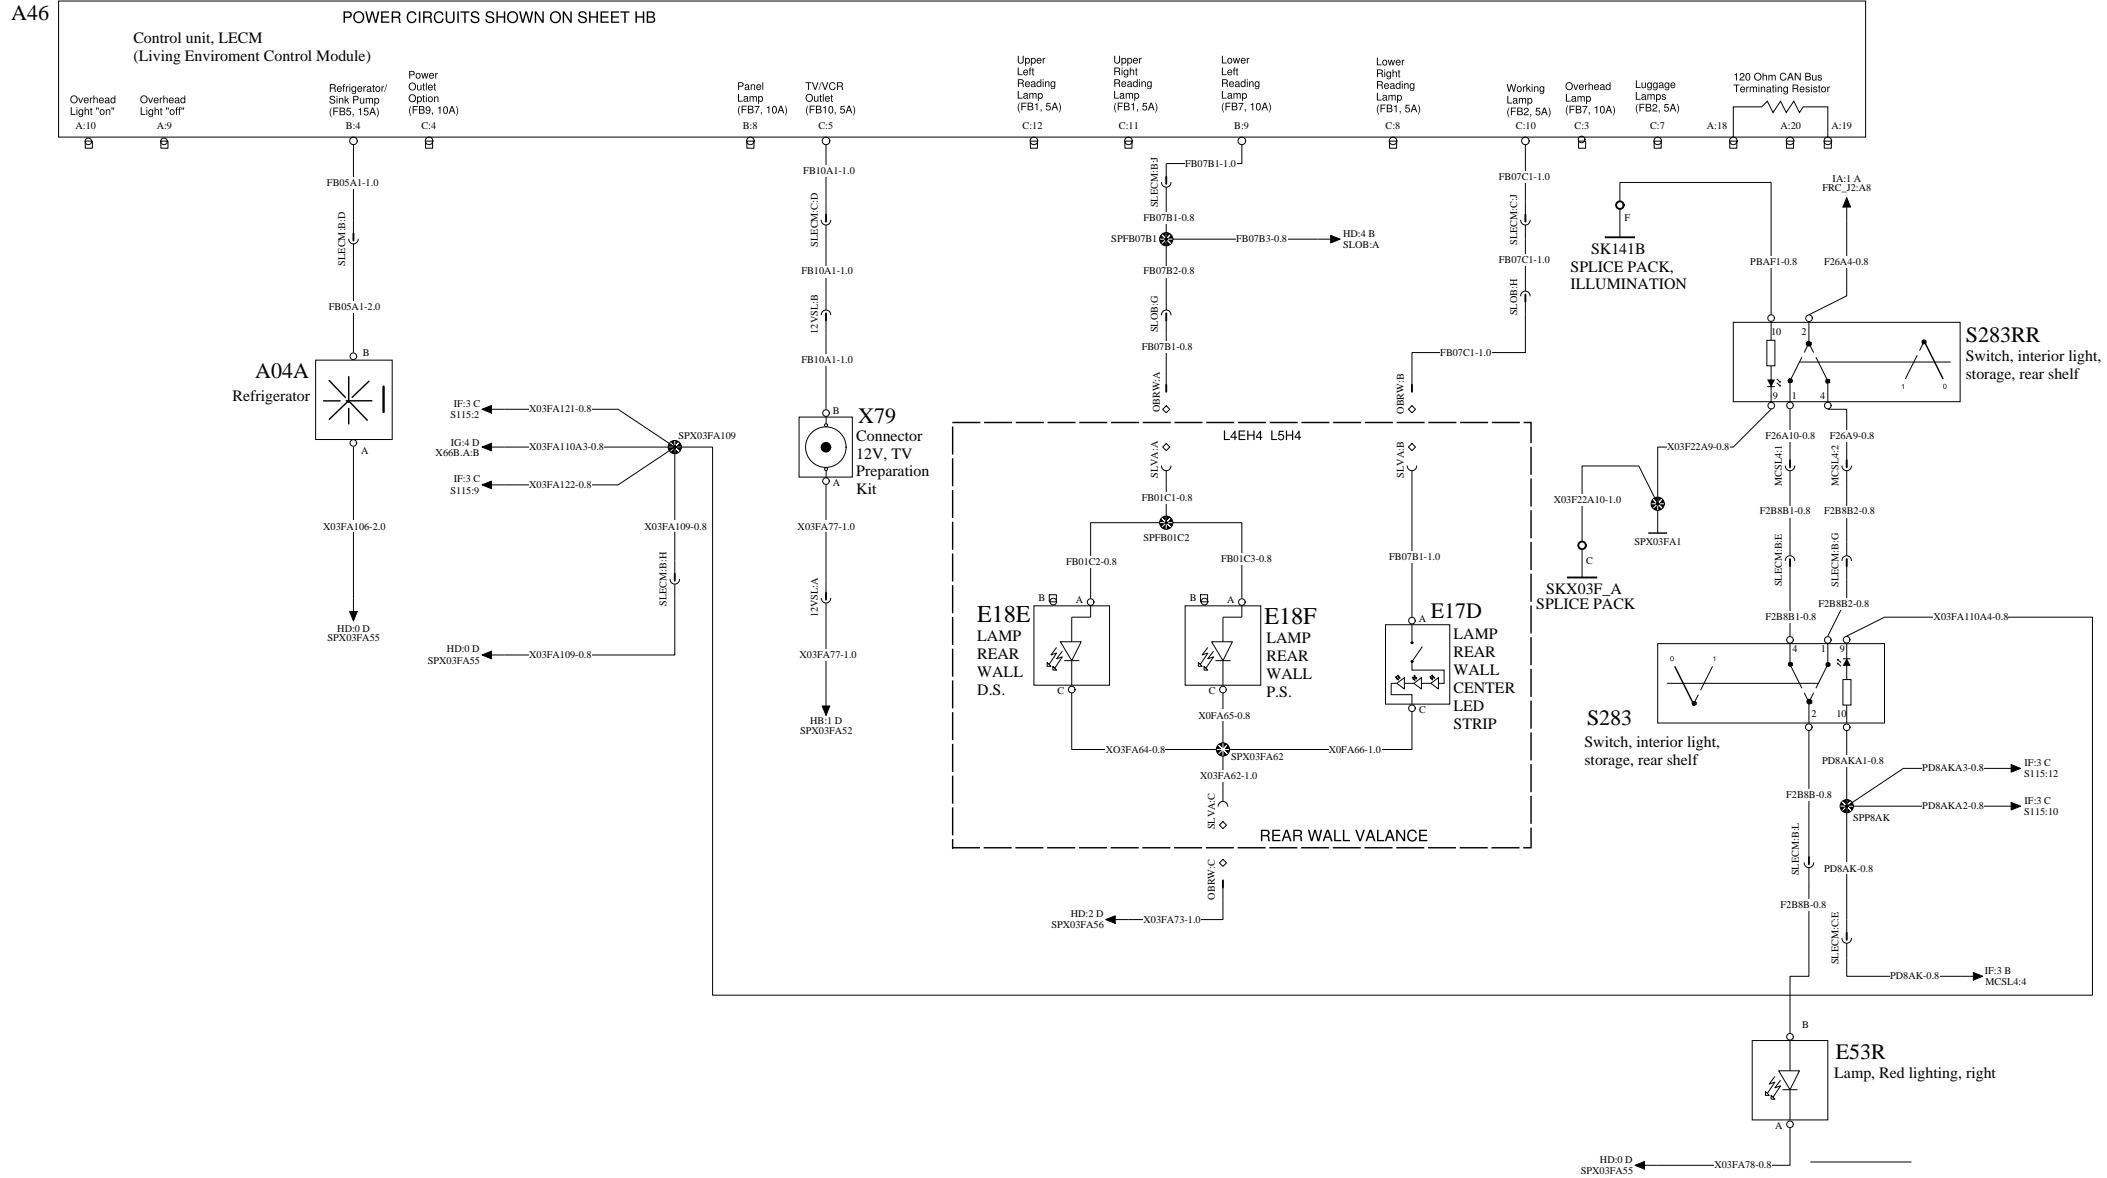 A46
POWER CIRCUITS SHOWN ON SHEET HB
Control unit, LECM
(Living Enviroment Control Module)
Overhead
Light "on"
A:10
Overhead
Light "off"
A:9
Refrigerator/
Sink Pump
(FB5, 15A)
B:4
Power
Outlet
Option
(FB9, 10A)
C:4
Panel
Lamp
(FB7, 10A)
B:8
TV/VCR
Outlet
(FB10, 5A)
C:5
Upper
Left
Reading
Lamp
(FB1, 5A)
C:12
Upper
Right
Reading
Lamp
(FB1, 5A)
C:11
Lower
Left
Reading
Lamp
(FB7, 10A)
B:9
Lower
Right
Reading
Lamp
(FB1, 5A)
C:8
Working
Lamp
(FB2, 5A)
C:10
Overhead
Lamp
(FB7, 10A)
C:3
Luggage
Lamps
(FB2, 5A)
C:7
120 Ohm CAN Bus
Terminating Resistor
A:18
A:20
A:19
FB05A1-1.0
SLECM:B:D
FB05A1-2.0
B
A04A
Refrigerator
A
X03FA106-2.0
HD:0 D
SPX03FA55
IF:3 C
S115:2
X03FA121-0.8
IG:4 D
X66B.A:B
X03FA110A3-0.8
IF:3 C
S115:9
X03FA122-0.8
SPX03FA109
X03FA109-0.8
SLECM:B:H
HD:0 D
SPX03FA55
X03FA109-0.8
FB10A1-1.0
SLECM:C:D
FB10A1-1.0
12VSL:B
FB10A1-1.0
B
X79
Connector
12V, TV
Preparation
Kit
A
X03FA77-1.0
12VSL:A
X03FA77-1.0
HB:1 D
SPX03FA52
SLECM:B:J
FB07B1-1.0
FB07B1-0.8
SPFB07B1
FB07B3-0.8
HD:4 B
SLOB:A
FB07B2-0.8
SLOB:G
FB07B1-0.8
OBRW:A
FB07C1-1.0
SLECM:C:J
FB07C1-1.0
SLOB:H
FB07C1-1.0
OBRW:B
L4EH4 L5H4
SLVA:A
SLVA:B
FB01C1-0.8
SPFB01C2
FB01C2-0.8
FB01C3-0.8
FB07B1-1.0
B
A
E18E
LAMP
REAR
WALL
D.S.
C
B
A
E18F
LAMP
REAR
WALL
P.S.
C
A
E17D
LAMP
REAR
WALL
CENTER
LED
STRIP
C
X0FA65-0.8
XO3FA64-0.8
X0FA66-1.0
SPX03FA62
X03FA62-1.0
SLVA:C
REAR WALL VALANCE
OBRW:C
HD:2 D
SPX03FA56
X03FA73-1.0
F
SK141B
SPLICE PACK,
ILLUMINATION
IA:1 A
FRC_J2:A8
PBAF1-0.8
F26A4-0.8
10
2
9
1
4
1
0
S283RR
Switch, interior light,
storage, rear shelf
X03F22A9-0.8
F26A10-0.8
F26A9-0.8
MCSL4:1
MCSL4:2
X03F22A10-1.0
SPX03FA1
C
SKX03F_A
SPLICE PACK
F2B8B1-0.8
F2B8B2-0.8
SLECM:B:E
SLECM:B:G
F2B8B2-0.8
F2B8B1-0.8
X03FA110A4-0.8
4
1
9
0
1
2
10
S283
Switch, interior light,
storage, rear shelf
PD8AKA1-0.8
PD8AKA3-0.8
IF:3 C
S115:12
F2B8B-0.8
PD8AKA2-0.8
IF:3 C
S115:10
SPP8AK
SLECM:B:L
PD8AK-0.8
F2B8B-0.8
SLECM:C:E
PD8AK-0.8
IF:3 B
MCSL4:4
B
E53R
Lamp, Red lighting, right
A
HD:0 D
SPX03FA55
X03FA78-0.8